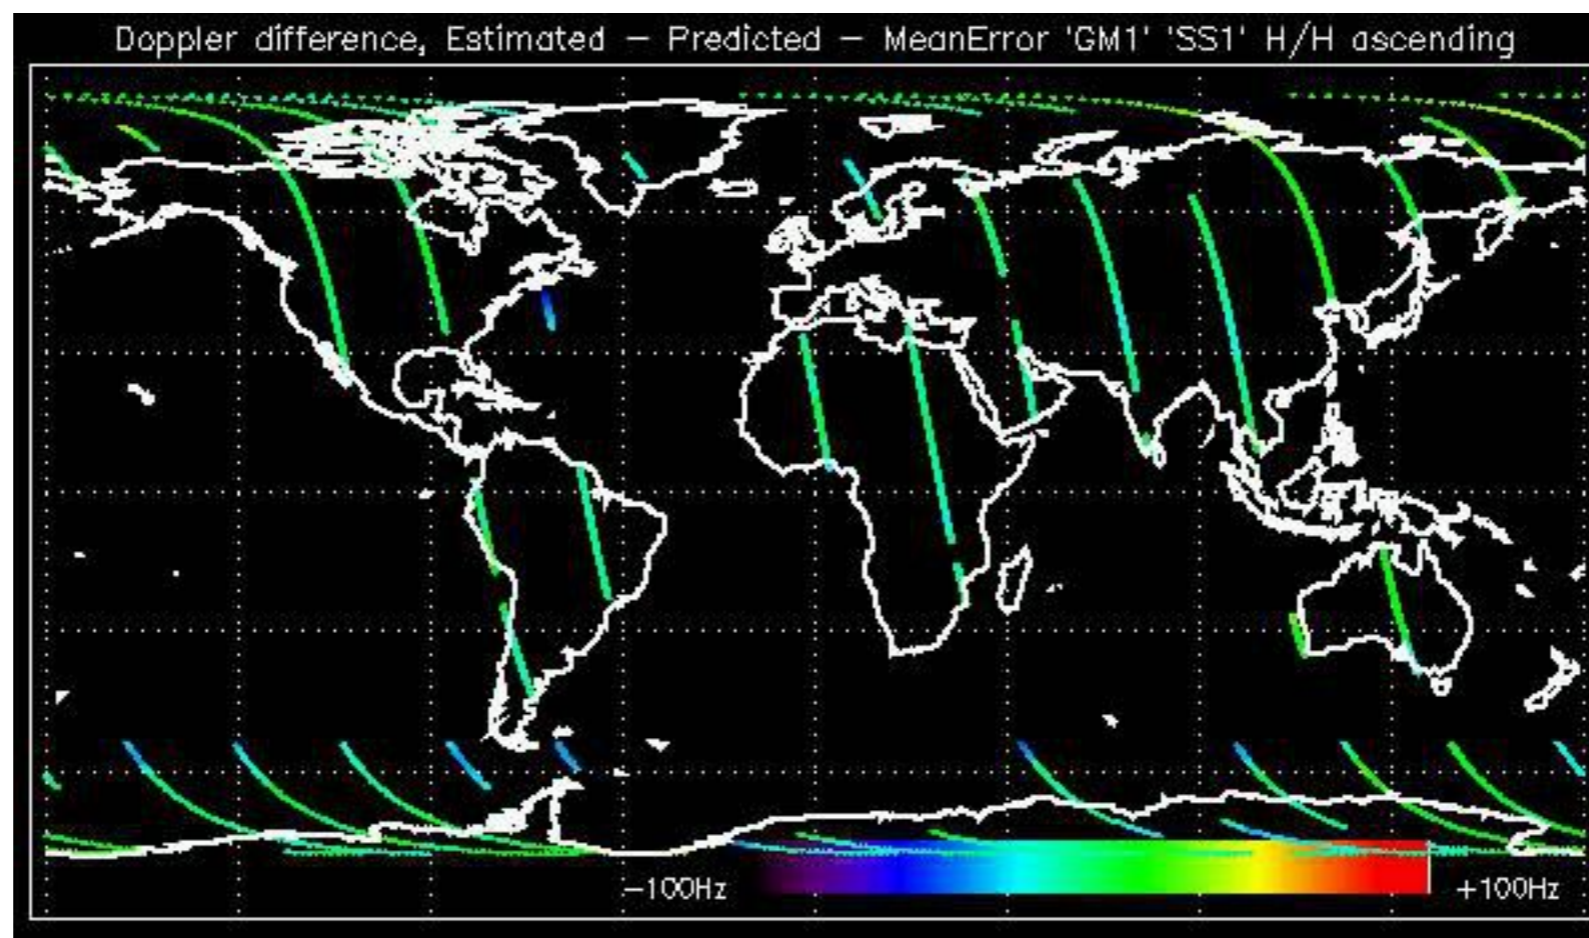 Doppler difference, Estimated – Predicted – MeanError 'GM1' 'SS1' H/H ascending
–100Hz
+100Hz